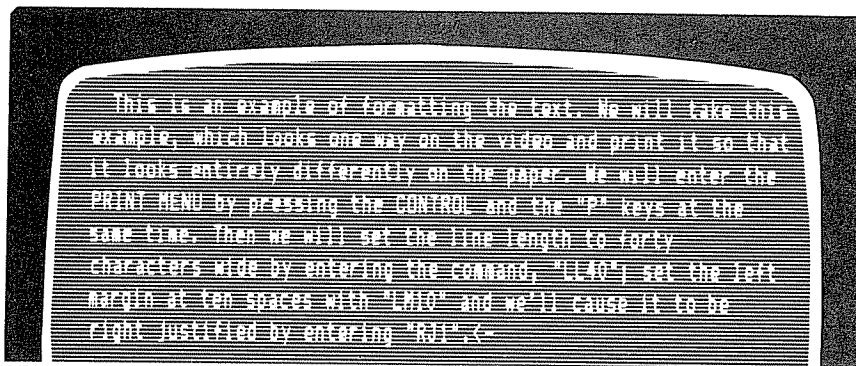 This is an example of formatting the text. We will take this
example, which looks one way on the video and print it so that
it looks entirely differently on the paper. We will enter the
PRINT MENU by pressing the CONTROL and the "P" keys at the
same time. Then we will set the line length to forty
characters wide by entering the command, "LL40"; set the left
margin at ten spaces with "LM10" and we'll cause it to be
right justified by entering "RJ1".<-